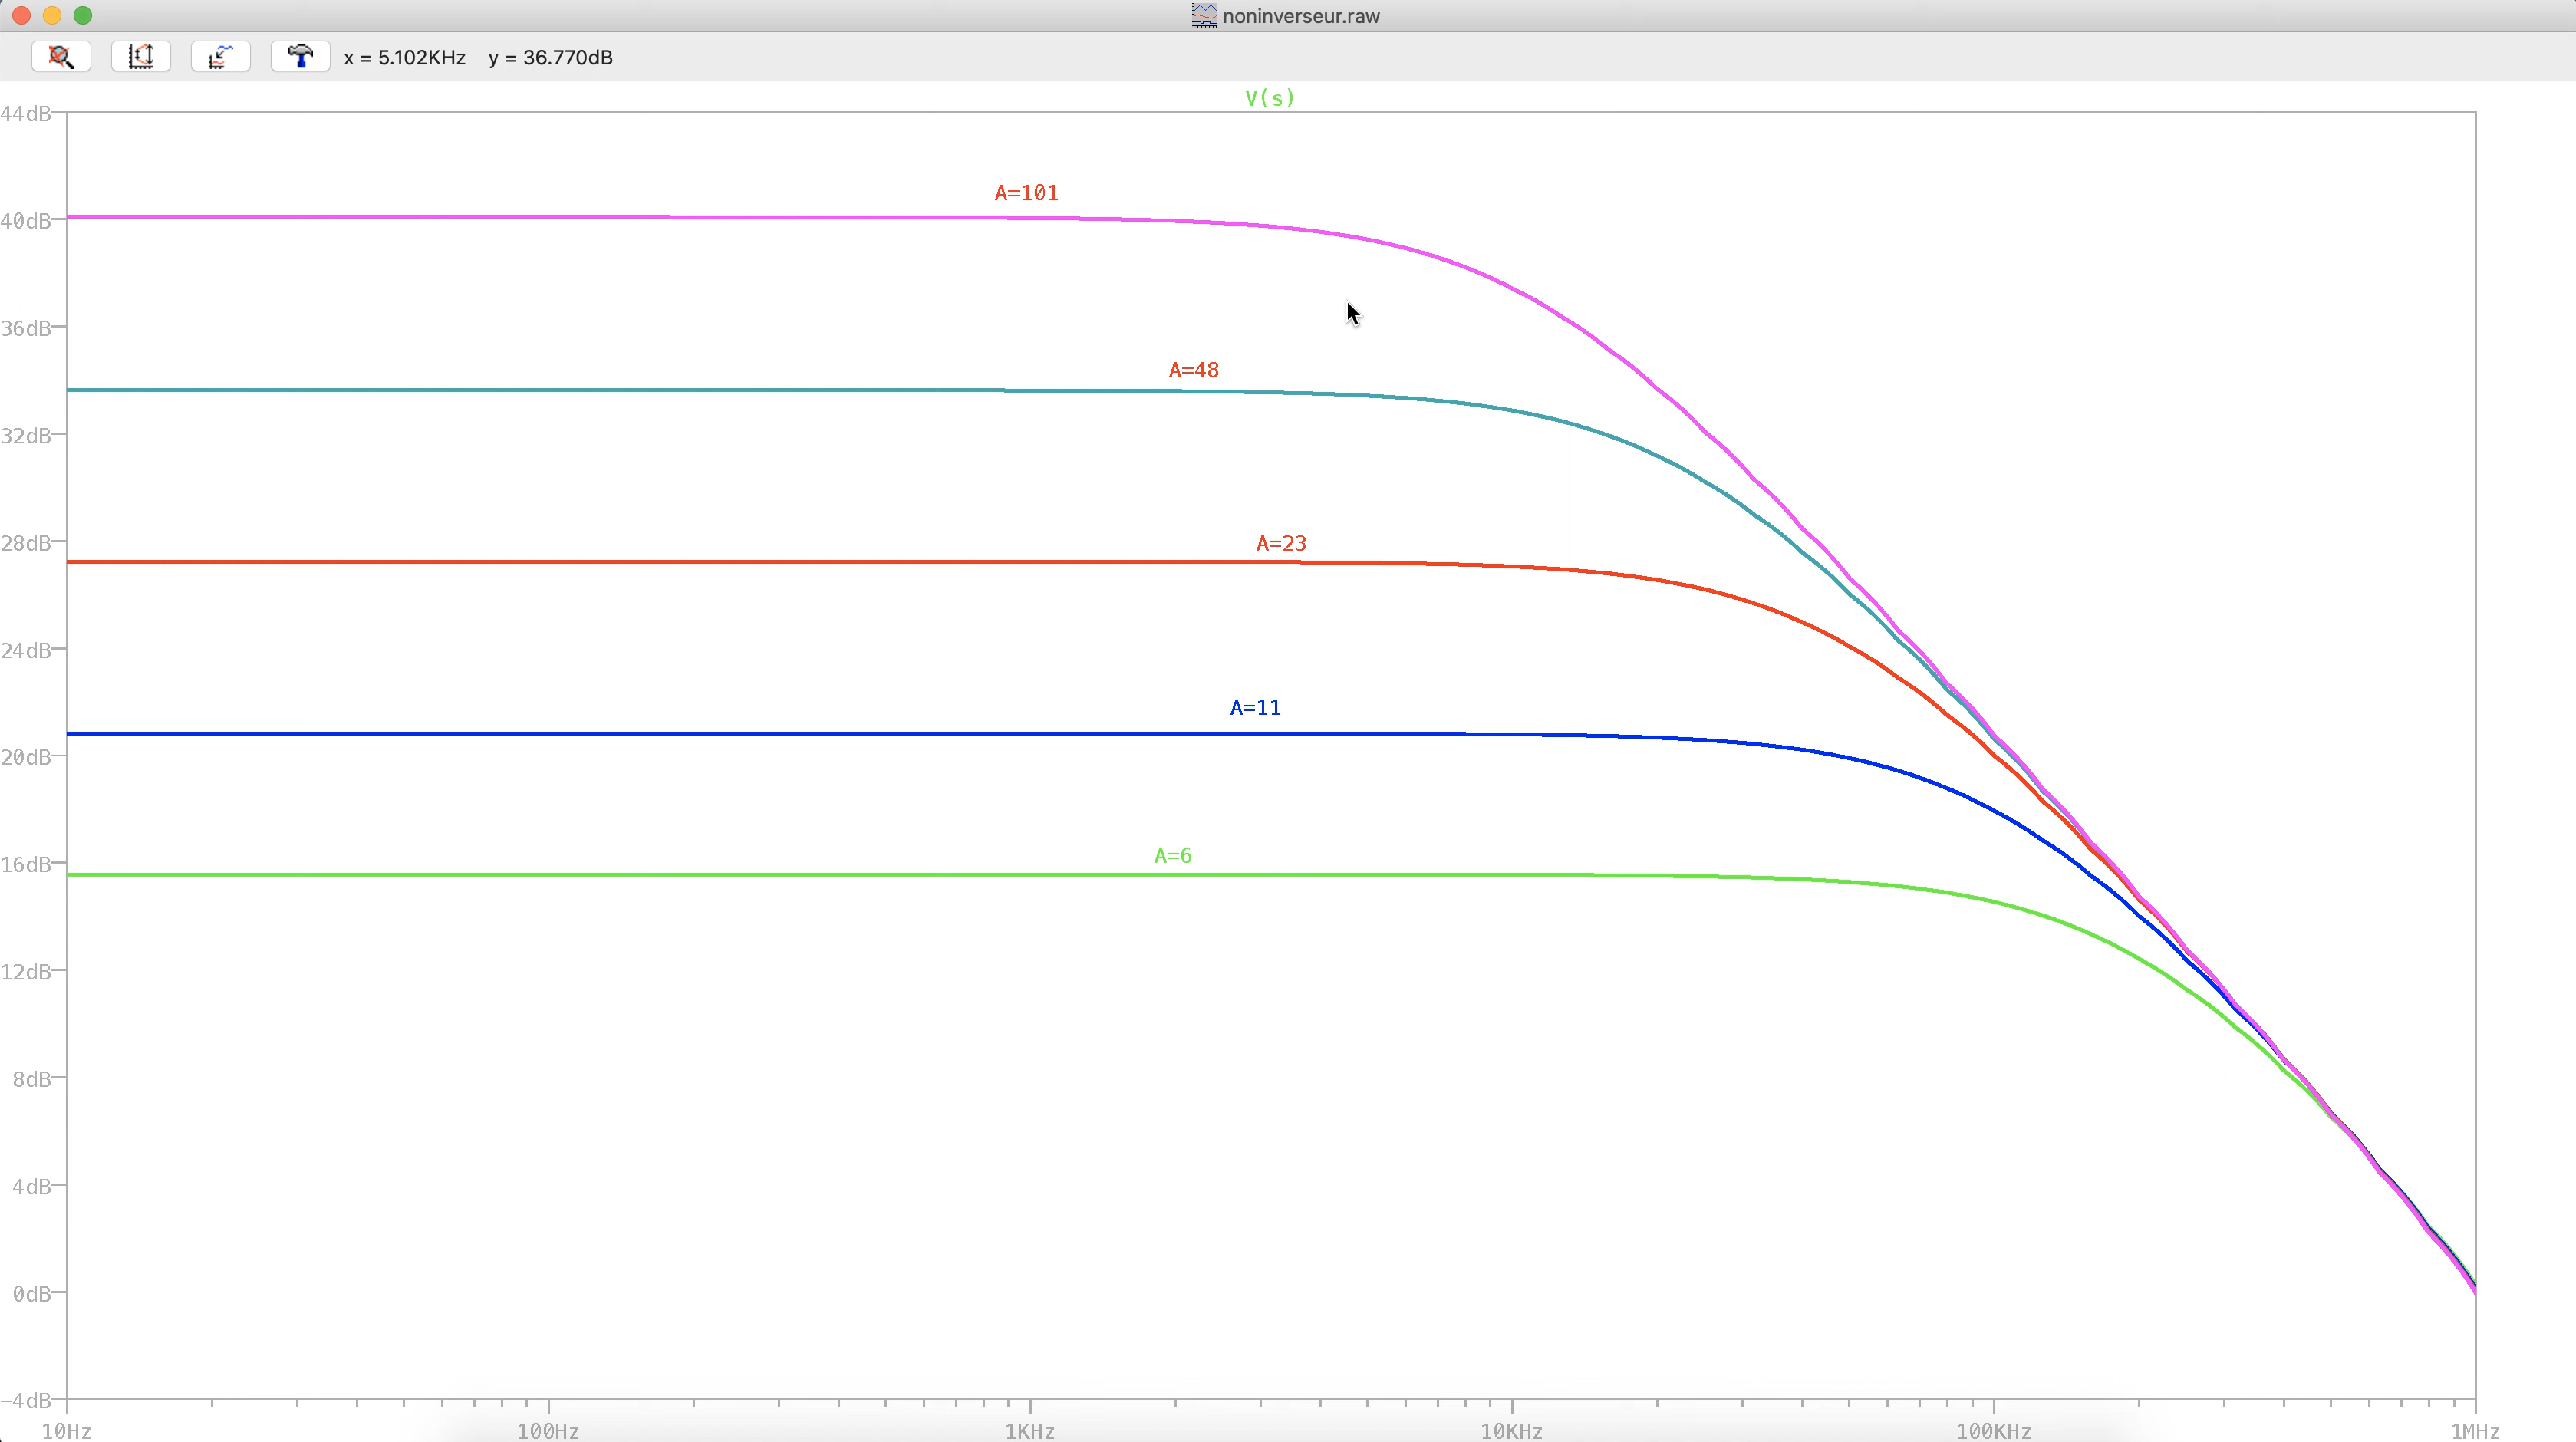 noninverseur.raw
x = 5.102KHz y = 36.770dB
V(s)
44dB
A=101
40dB
36dB
A=48
32dB
28dB
A=23
24dB
A=11
20dB
A=6
16dB
12dB
8dB
4dB
0dB
-4dB
10Hz 100Hz 1KHz 10KHz 100KHz 1MHz